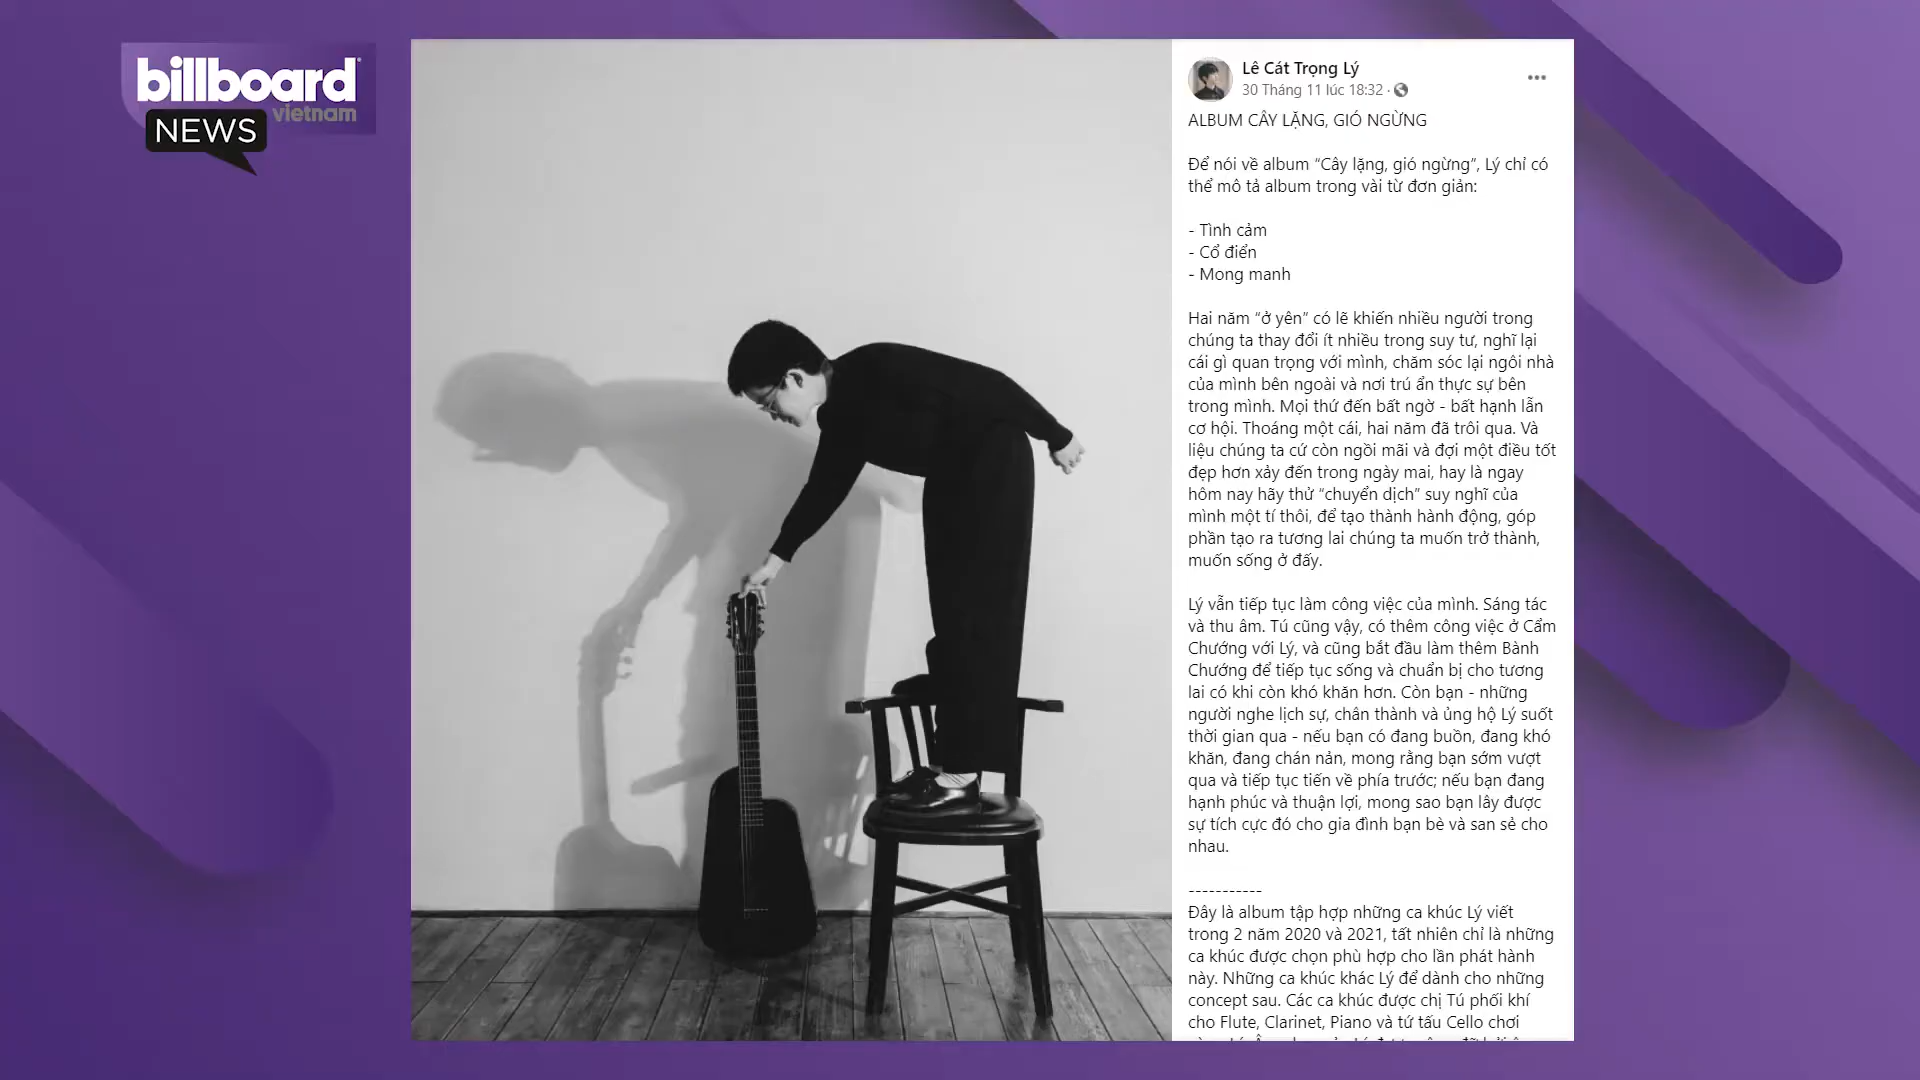 billboard
vietnam
NEWS
Lê Cát Trọng Lý
30 Tháng 11 lúc 18:32 ·
ALBUM CÂY LẶNG, GIÓ NGỪNG
Để nói về album “Cây lặng, gió ngừng”, Lý chỉ có
thể mô tả album trong vài từ đơn giản:
- Tình cảm
- Cổ điển
- Mong manh
Hai năm “ở yên” có lẽ khiến nhiều người trong
chúng ta thay đổi ít nhiều trong suy tư, nghĩ lại
cái gì quan trọng với mình, chăm sóc lại ngôi nhà
của mình bên ngoài và nơi trú ẩn thực sự bên
trong mình. Mọi thứ đến bất ngờ - bất hạnh lẫn
cơ hội. Thoáng một cái, hai năm đã trôi qua. Và
liệu chúng ta cứ còn ngồi mãi và đợi một điều tốt
đẹp hơn xảy đến trong ngày mai, hay là ngay
hôm nay hãy thử “chuyển dịch” suy nghĩ của
mình một tí thôi, để tạo thành hành động, góp
phần tạo ra tương lai chúng ta muốn trở thành,
muốn sống ở đấy.
Lý vẫn tiếp tục làm công việc của mình. Sáng tác
và thu âm. Tú cũng vậy, có thêm công việc ở Cẩm
Chướng với Lý, và cũng bắt đầu làm thêm Bành
Chướng để tiếp tục sống và chuẩn bị cho tương
lai có khi còn khó khăn hơn. Còn bạn - những
người nghe lịch sự, chân thành và ủng hộ Lý suốt
thời gian qua - nếu bạn có đang buồn, đang khó
khăn, đang chán nản, mong rằng bạn sớm vượt
qua và tiếp tục tiến về phía trước; nếu bạn đang
hạnh phúc và thuận lợi, mong sao bạn lây được
sự tích cực đó cho gia đình bạn bè và san sẻ cho
nhau.
-----------
Đây là album tập hợp những ca khúc Lý viết
trong 2 năm 2020 và 2021, tất nhiên chỉ là những
ca khúc được chọn phù hợp cho lần phát hành
này. Những ca khúc khác Lý để dành cho những
concept sau. Các ca khúc được chị Tú phối khí
cho Flute, Clarinet, Piano và tứ tấu Cello chơi